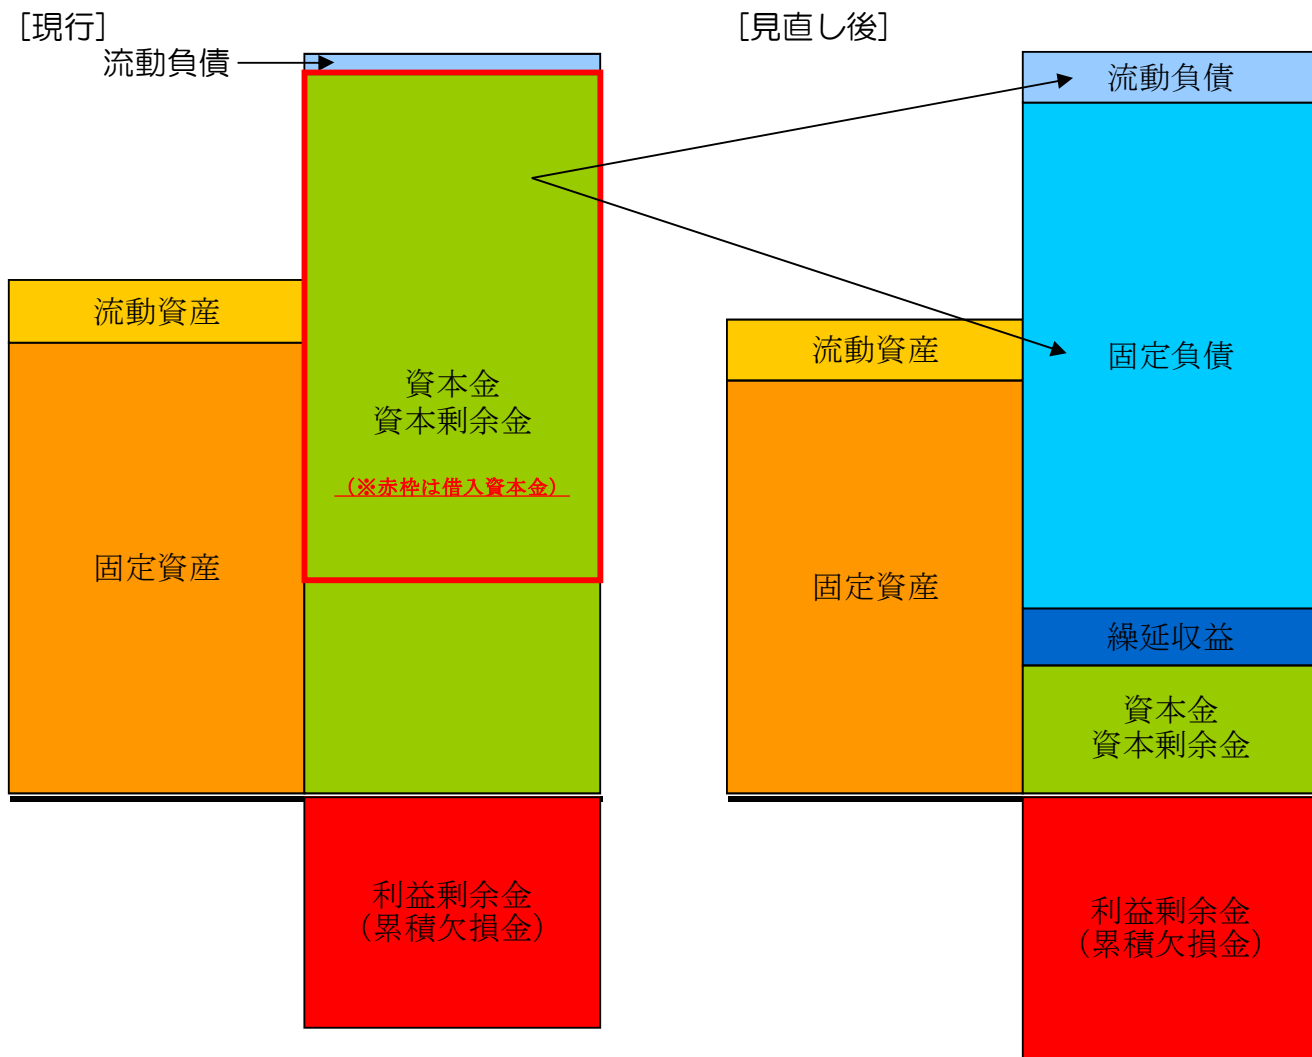 [現行]
流動負債
流動資産
固定資産
資本金
資本剰余金
（※赤枠は借入資本金）
利益剰余金
（累積欠損金）
[見直し後]
流動負債
流動資産
固定負債
固定資産
繰延収益
資本金
資本剰余金
利益剰余金
（累積欠損金）